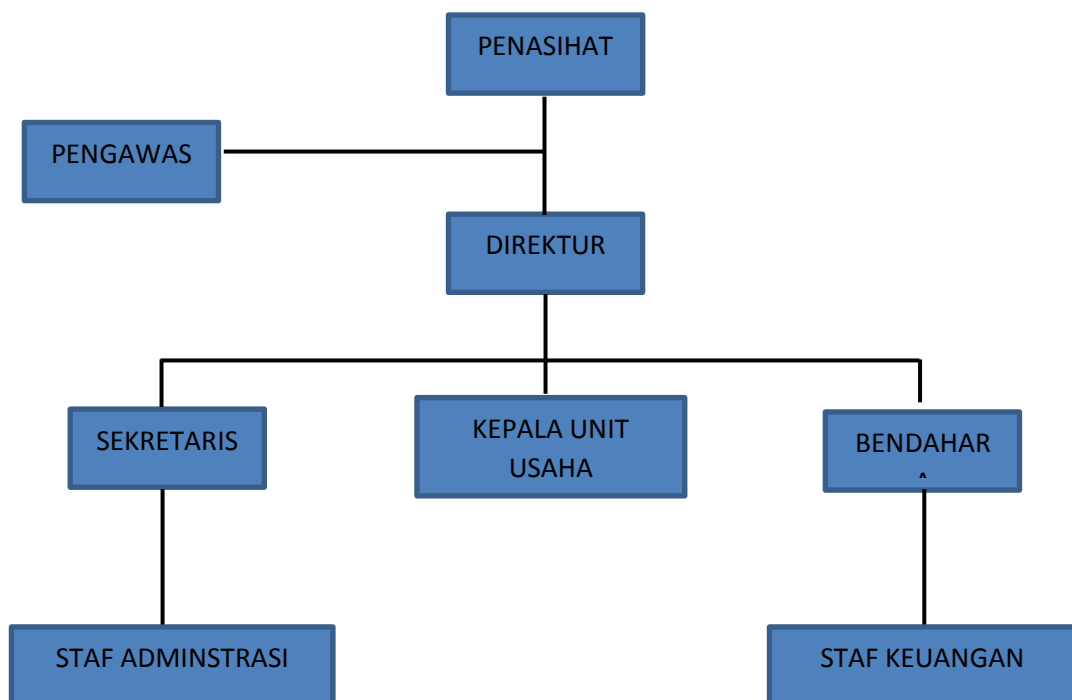 PENASIHAT
PENGAWAS
DIREKTUR
SEKRETARIS
KEPALA UNIT
USAHA
BENDAHAR
A
STAF ADMINSTRASI
STAF KEUANGAN